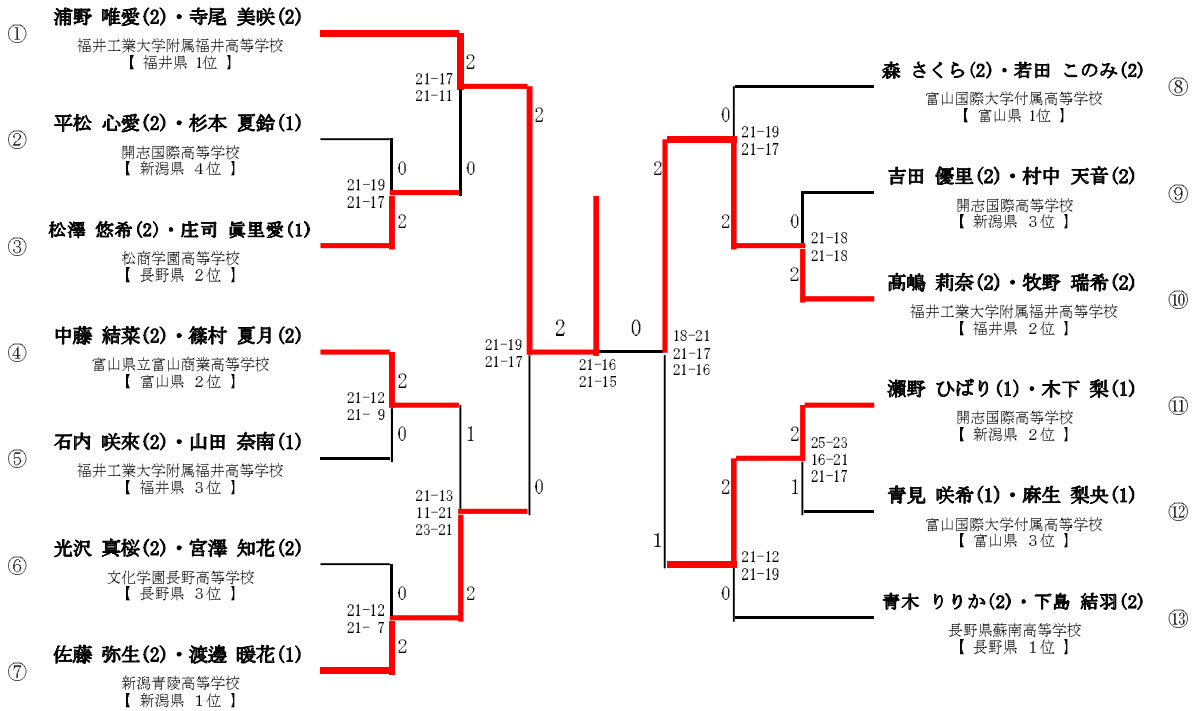 浦野 唯愛(2)・寺尾 美咲(2)
①
福井工業大学附属福井高等学校
【 福井県 1位 】
平松 心愛(2)・杉本 夏鈴(1)
②
開志国際高等学校
【 新潟県 4位 】
松澤 悠希(2)・庄司 眞里愛(1)
③
松商学園高等学校
【 長野県 2位 】
中藤 結菜(2)・篠村 夏月(2)
④
富山県立富山商業高等学校
【 富山県 2位 】
石内 咲來(2)・山田 奈南(1)
⑤
福井工業大学附属福井高等学校
【 福井県 3位 】
光沢 真桜(2)・宮澤 知花(2)
⑥
文化学園長野高等学校
【 長野県 3位 】
佐藤 弥生(2)・渡邊 暖花(1)
⑦
新潟青陵高等学校
【 新潟県 1位 】
2
21-17
21-11
0
0
21-19
21-17
2
2
21-12
21- 9
0
1
21-13
11-21
23-21
2
0
21-12
21- 7
2
2
21-19
21-17
0
2
0
21-16
21-15
2
18-21
21-17
21-16
1
0
21-19
21-17
2
0
21-18
21-18
2
2
25-23
16-21
21-17
1
2
21-12
21-19
0
森 さくら(2)・若田 このみ(2)
⑧
富山国際大学付属高等学校
【 富山県 1位 】
吉田 優里(2)・村中 天音(2)
⑨
開志国際高等学校
【 新潟県 3位 】
髙嶋 莉奈(2)・牧野 瑞希(2)
⑩
福井工業大学附属福井高等学校
【 福井県 2位 】
瀬野 ひばり(1)・木下 梨(1)
⑪
開志国際高等学校
【 新潟県 2位 】
青見 咲希(1)・麻生 梨央(1)
⑫
富山国際大学付属高等学校
【 富山県 3位 】
青木 りりか(2)・下島 結羽(2)
⑬
長野県蘇南高等学校
【 長野県 1位 】